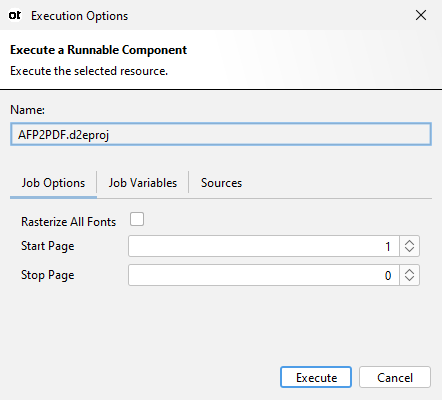 ot Execution Options
Execute a Runnable Component
Execute the selected resource.
Name:
AFP2PDF.d2eproj
Job Options Job Variables Sources
Rasterize All Fonts
Start Page 1
Stop Page 0
Execute Cancel